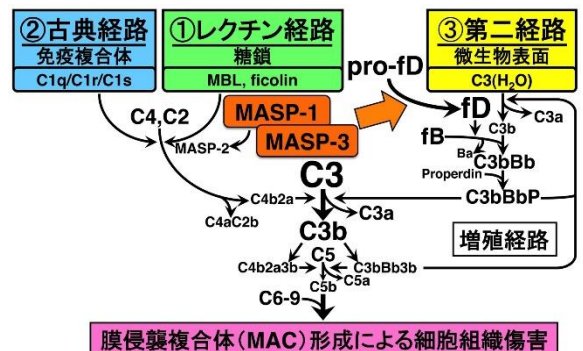 ②古典経路
免疫複合体
C1q/C1r/C1s
①レクチン経路
糖鎖
MBL, ficolin
③第二経路
微生物表面
C3(H₂O)
pro-fD
fD
C3b
C3a
fB
Ba
C3bBb
Properdin
C3bBbP
増殖経路
C4,C2
MASP-1
MASP-2
MASP-3
C3
C4b2a
C4aC2b
C3a
C3b
C4b2a3b
C5
C3bBb3b
C5a
C5b
C6-9
膜侵襲複合体(MAC)形成による細胞組織傷害